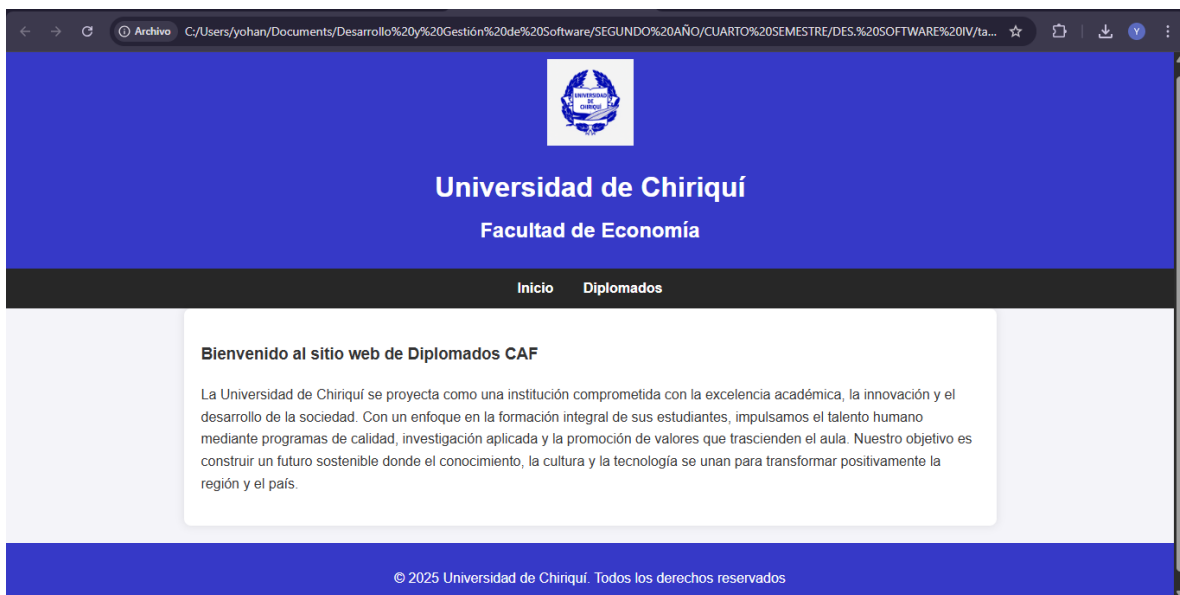 Archivo C:/Users/yohan/Documents/Desarrollo%20y%20Gestión%20de%20Software/SEGUNDO%20AÑO/CUARTO%20SEMESTRE/DES.%20SOFTWARE%20IV/ta...
Y
UNIVERSIDAD
DE
CHIRIQUÍ
Universidad de Chiriquí
Facultad de Economía
Inicio Diplomados
Bienvenido al sitio web de Diplomados CAF
La Universidad de Chiriquí se proyecta como una institución comprometida con la excelencia académica, la innovación y el
desarrollo de la sociedad. Con un enfoque en la formación integral de sus estudiantes, impulsamos el talento humano
mediante programas de calidad, investigación aplicada y la promoción de valores que trascienden el aula. Nuestro objetivo es
construir un futuro sostenible donde el conocimiento, la cultura y la tecnología se unan para transformar positivamente la
región y el país.
© 2025 Universidad de Chiriquí. Todos los derechos reservados